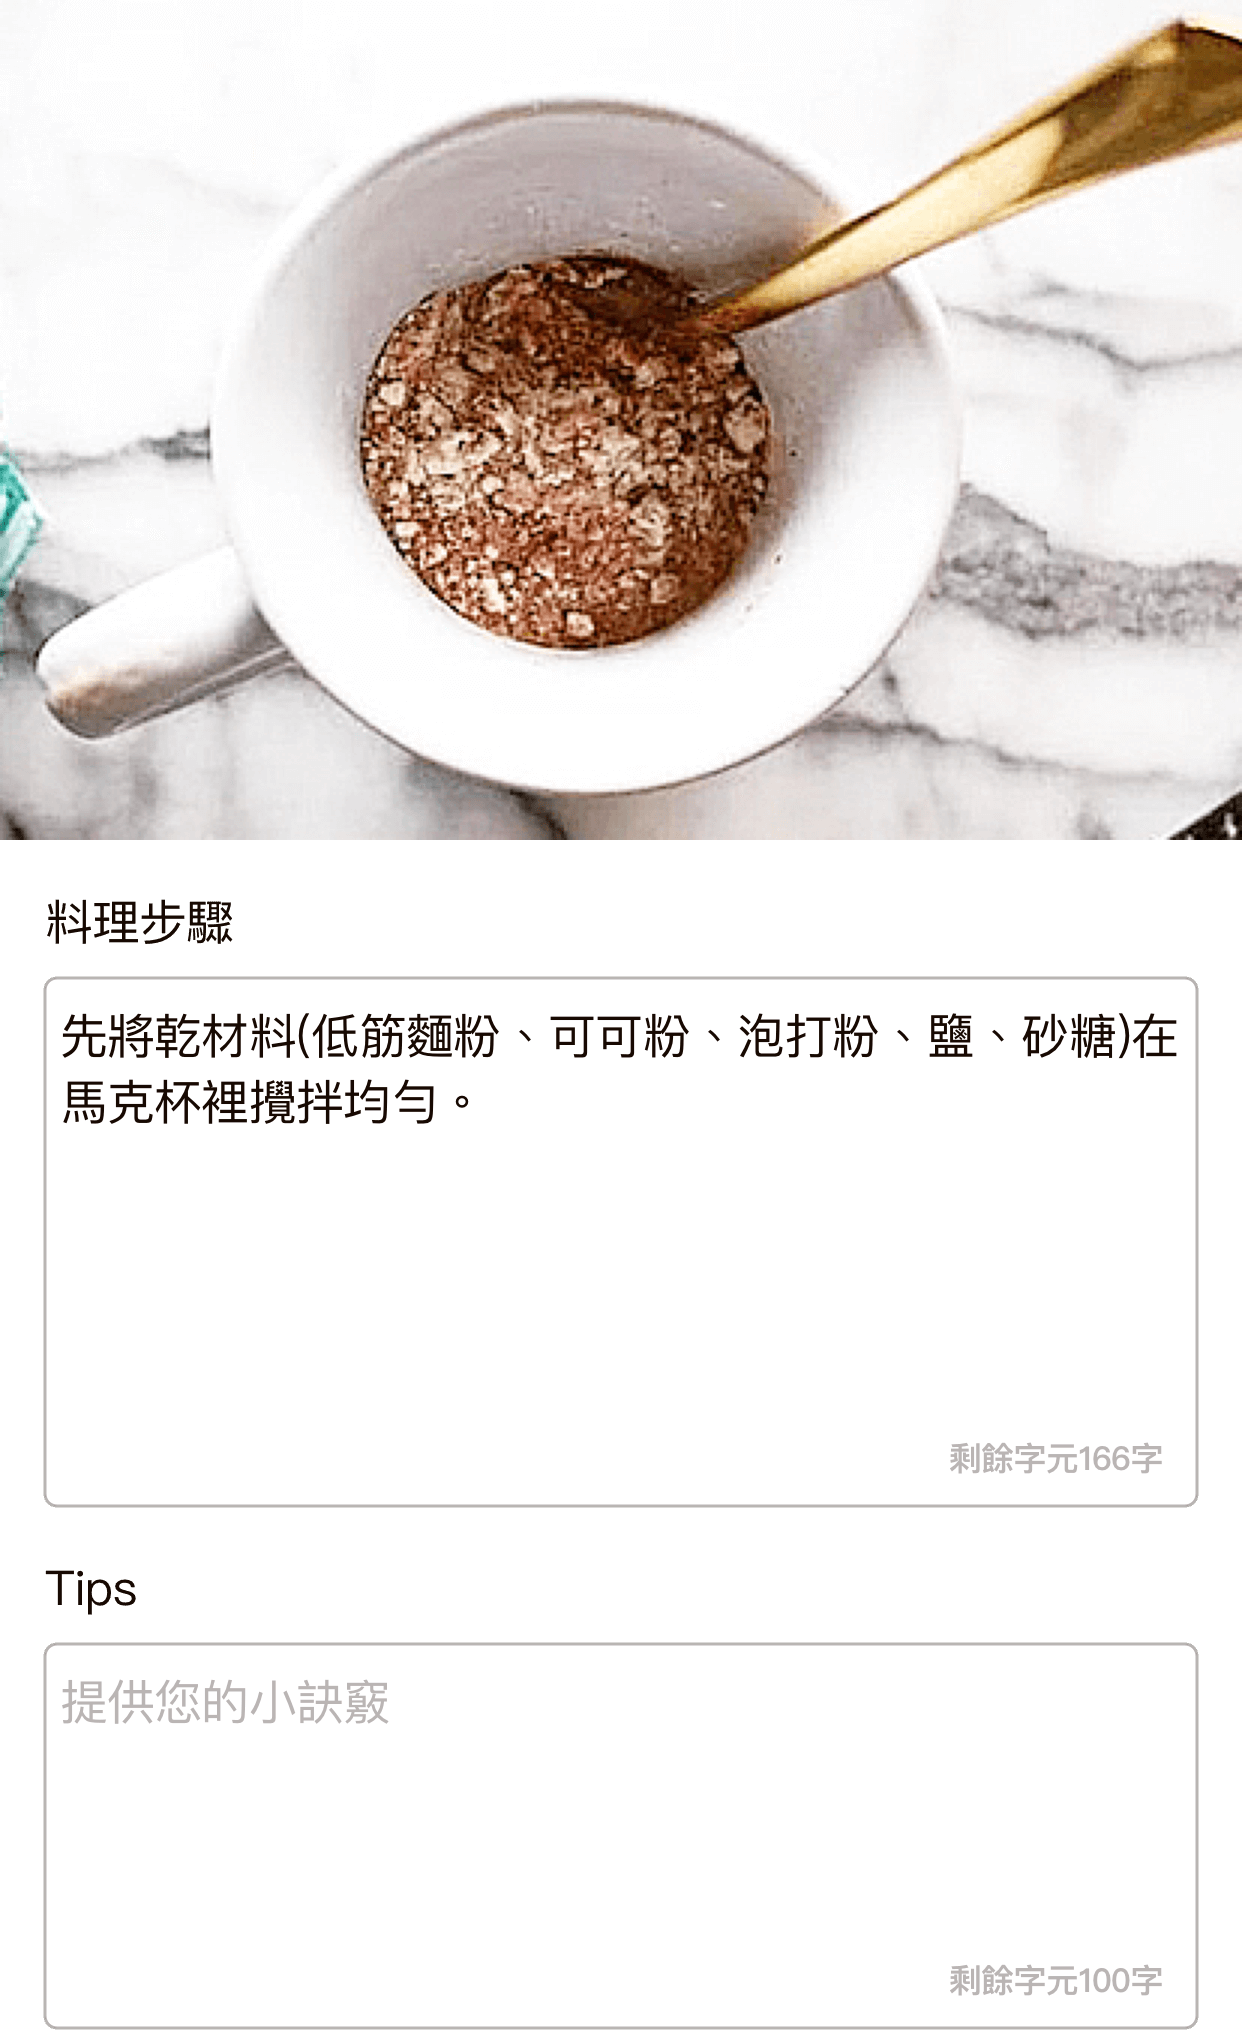 料理步驟
先將乾材料(低筋麵粉、可可粉、泡打粉、鹽、砂糖)在
馬克杯裡攪拌均勻。
剩餘字元166字
Tips
提供您的小訣竅
剩餘字元100字